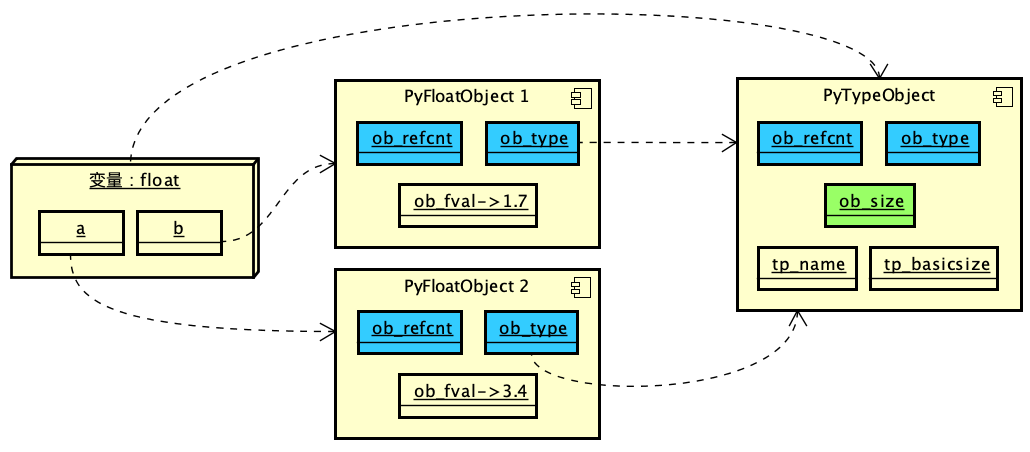 变量：float
a
b
PyFloatObject 1
ob_refcnt
ob_type
ob_fval->1.7
PyFloatObject 2
ob_refcnt
ob_type
ob_fval->3.4
PyTypeObject
ob_refcnt
ob_type
ob_size
tp_name
tp_basicsize